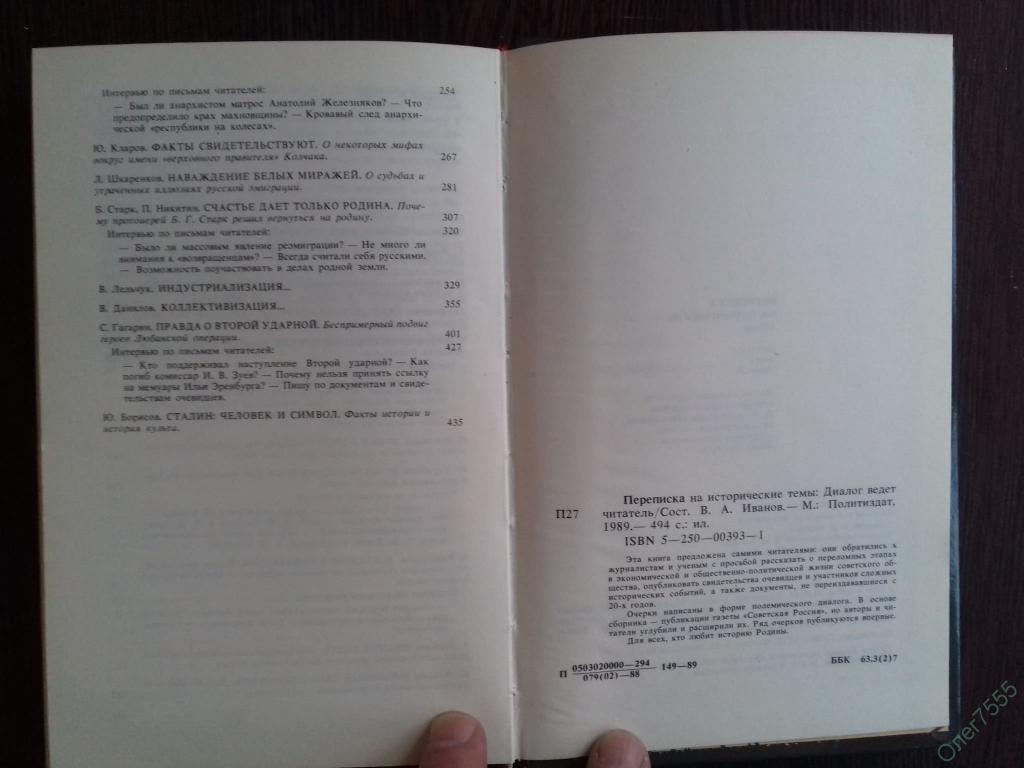 Интервью по письмам читателей: 254
— Был ли анархистом матрос Анатолий Железняков? — Что
предопределило крах махновщины? — Кровавый след анархи-
ческой «республики на колесах».
Ю. Кларов. ФАКТЫ СВИДЕТЕЛЬСТВУЮТ. О некоторых мифах
вокруг имени «верховного правителя» Колчака. 267
Л. Шкаренков. НАВАЖДЕНИЕ БЕЛЫХ МИРАЖЕЙ. О судьбах и
утраченных иллюзиях русской эмиграции. 281
Б. Старк, П. Никитин. СЧАСТЬЕ ДАЕТ ТОЛЬКО РОДИНА. Поче-
му протоиерей Б. Г. Старк решил вернуться на родину. 307
Интервью по письмам читателей: 320
— Было ли массовым явление реэмиграции? — Не много ли
внимания к «возвращенцам»? — Всегда считали себя русскими.
— Возможность поучаствовать в делах родной земли.
В. Лельчук. ИНДУСТРИАЛИЗАЦИЯ... 329
В. Данилов. КОЛЛЕКТИВИЗАЦИЯ... 355
С. Гагарин. ПРАВДА О ВТОРОЙ УДАРНОЙ. Беспримерный подвиг
героев Любанской операции. 401
Интервью по письмам читателей: 427
— Кто поддерживал наступление Второй ударной? — Как
погиб комиссар И. В. Зуев? — Почему нельзя принять ссылку
на мемуары Ильи Эренбурга? — Пишу по документам и свиде-
тельствам очевидцев.
Ю. Борисов. СТАЛИН: ЧЕЛОВЕК И СИМВОЛ. Факты истории и
история культа. 435
Переписка на исторические темы: Диалог ведет
П27 читатель/Сост. В. А. Иванов.— М.: Политиздат,
1989.— 494 с.: ил.
ISBN 5—250—00393—1
Эта книга предложена самими читателями: они обратились к
журналистам и ученым с просьбой рассказать о переломных этапах
в экономической и общественно-политической жизни советского об-
щества, опубликовать свидетельства очевидцев и участников сложных
исторических событий, а также документы, не переиздававшиеся с
20-х годов.
Очерки написаны в форме полемического диалога. В основе
сборника — публикации газеты «Советская Россия», но авторы и чи-
татели углубили и расширили их. Ряд очерков публикуются впервые.
Для всех, кто любит историю Родины.
П 0503020000—294 149—89 ББК 63.3(2)7
079(02)—88
Олег7555